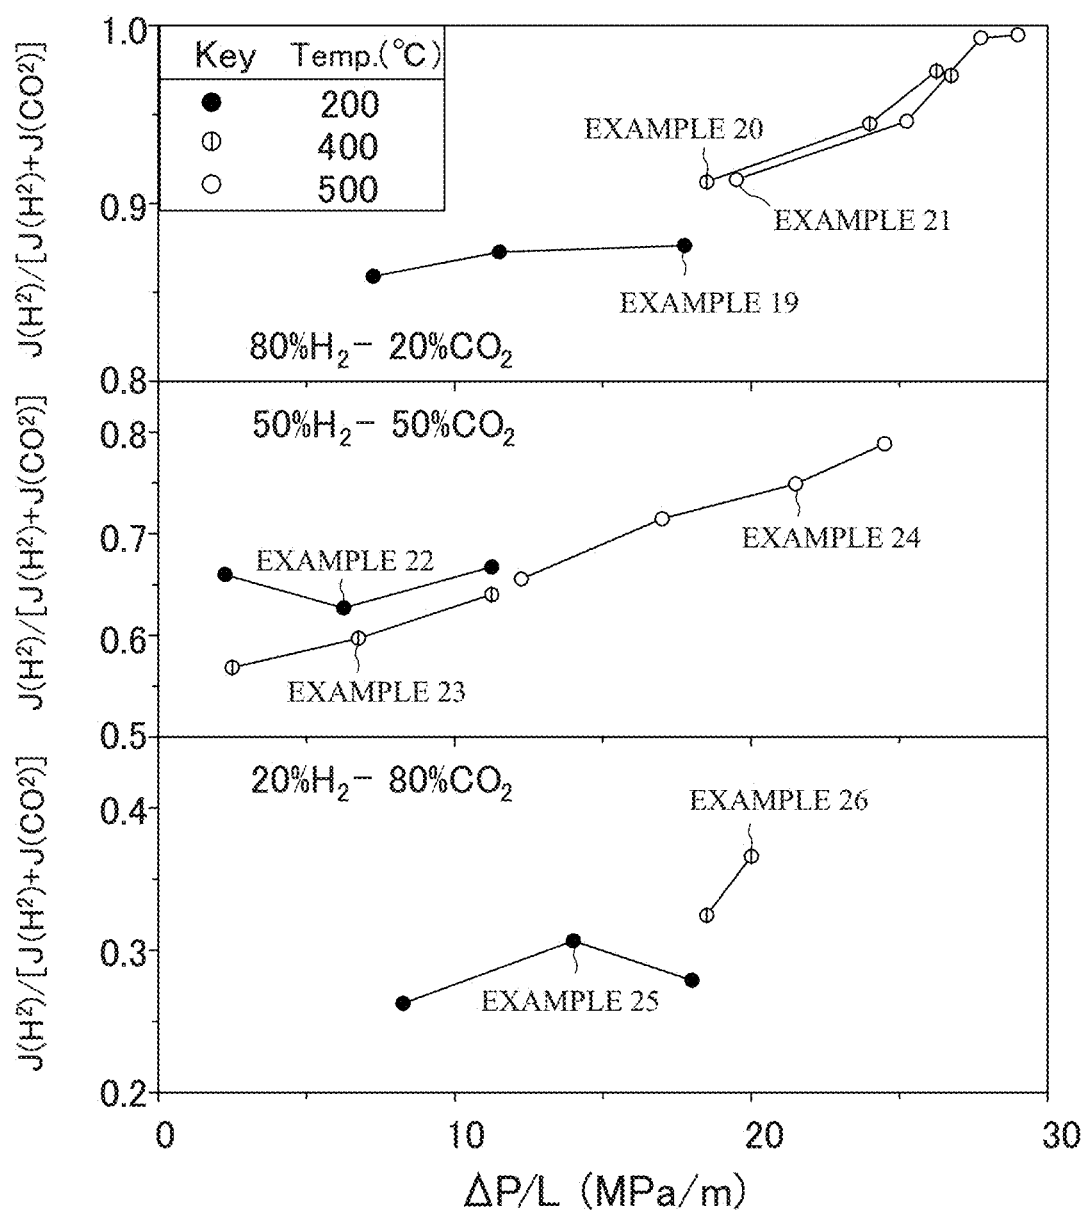 1.0
Key Temp.(°C)
200
400
500
EXAMPLE 20
EXAMPLE 21
EXAMPLE 19
0.9
80%H₂- 20%CO₂
0.8
J(H²)/[J(H²)+J(CO²)]
50%H₂- 50%CO₂
0.8
0.7
EXAMPLE 24
EXAMPLE 22
0.6
EXAMPLE 23
0.5
J(H²)/[J(H²)+J(CO²)]
20%H₂- 80%CO₂
EXAMPLE 26
0.4
0.3
EXAMPLE 25
0.2
J(H²)/[J(H²)+J(CO²)]
0 10 20 30
ΔP/L (MPa/m)